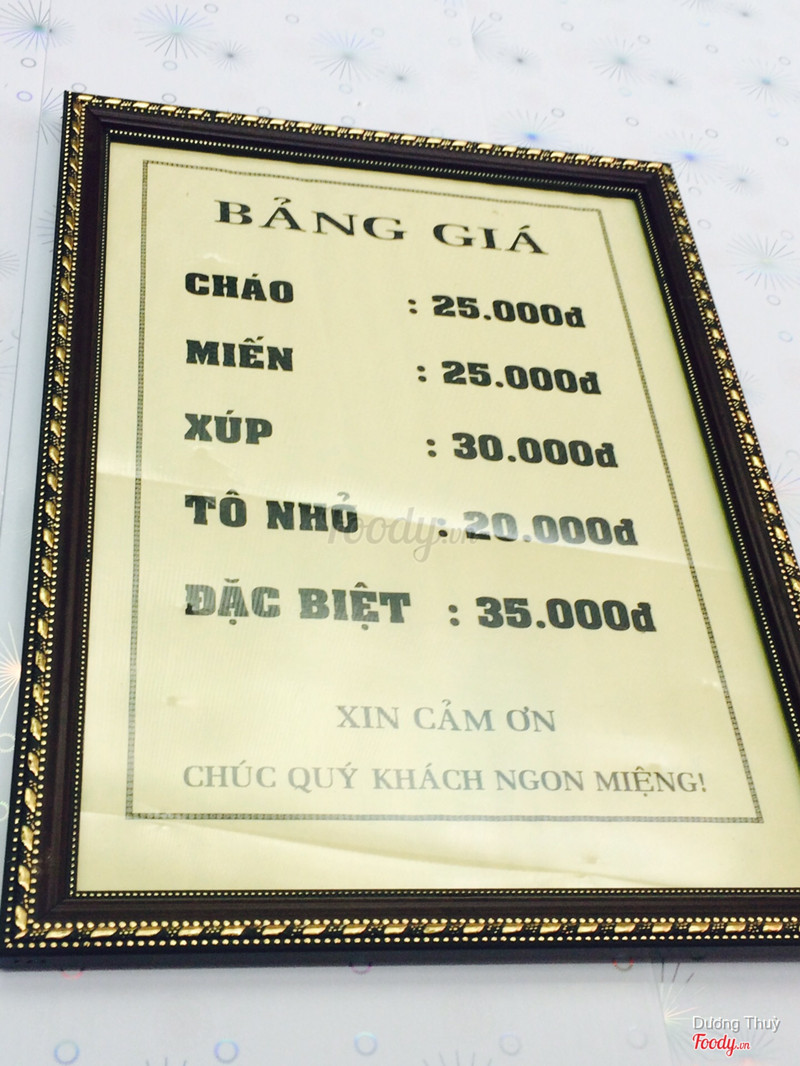 BẢNG GIÁ
CHÁO : 25.000đ
MIẾN : 25.000đ
XÚP : 30.000đ
TÔ NHỎ : 20.000đ
ĐẶC BIỆT : 35.000đ
XIN CẢM ƠN
CHÚC QUÝ KHÁCH NGON MIỆNG!
Foody.vn
Dương Thuỳ
Foody.vn